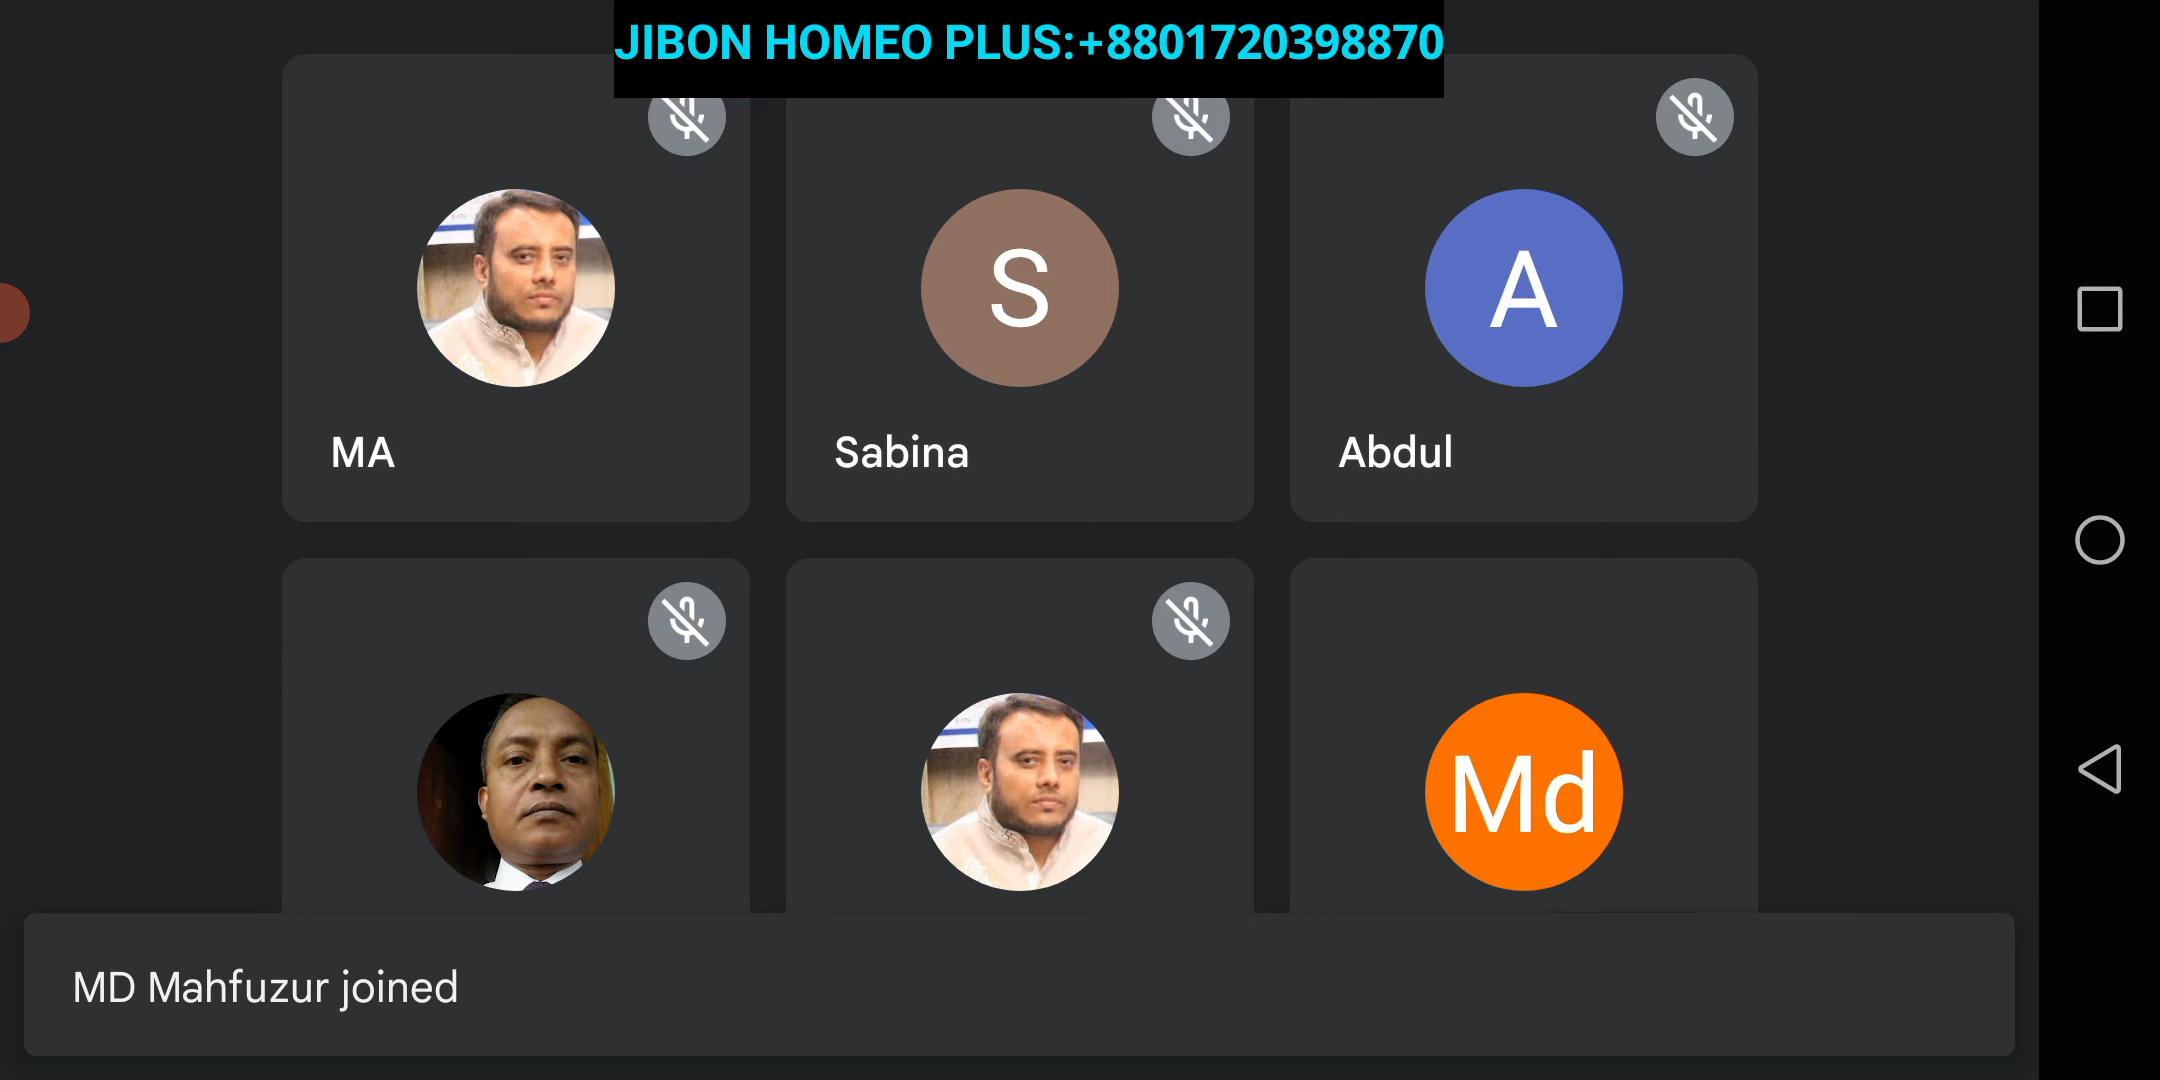 JIBON HOMEO PLUS:+8801720398870
S
A
MA
Sabina
Abdul
Md
MD Mahfuzur joined